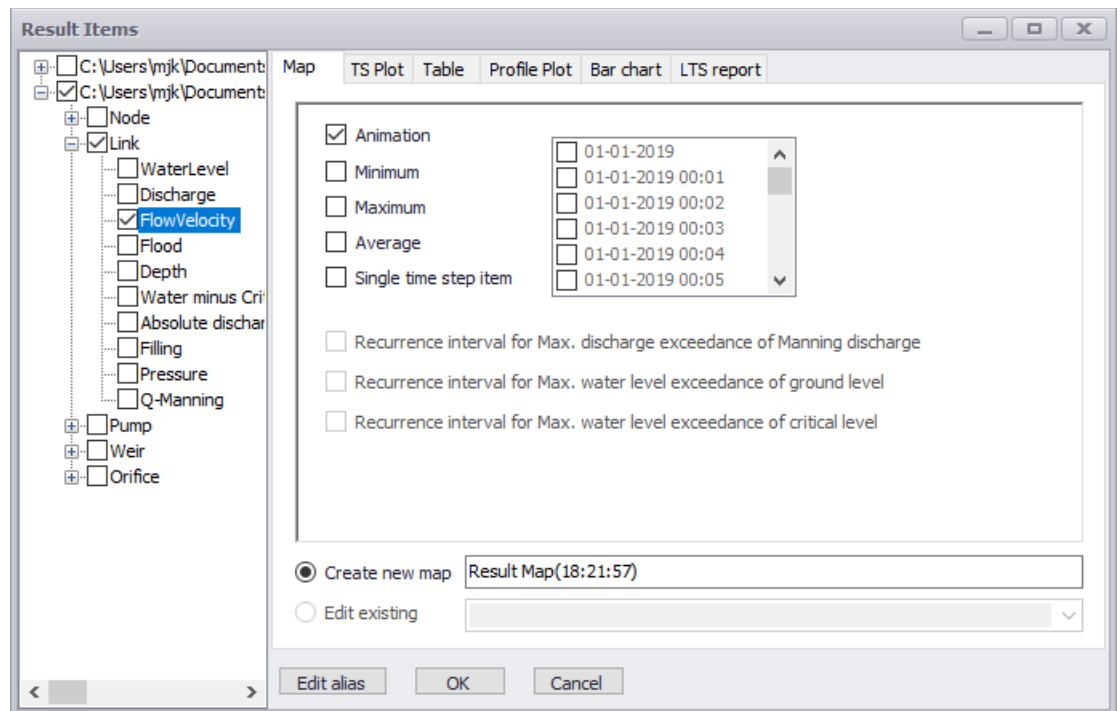 Result Items
C:\Users\mjk\Document:
C:\Users\mjk\Document:
Node
Link
WaterLevel
Discharge
FlowVelocity
Flood
Depth
Water minus Cri
Absolute dischar
Filling
Pressure
Q-Manning
Pump
Weir
Orifice
Map TS Plot Table Profile Plot Bar chart LTS report
Animation
Minimum
Maximum
Average
Single time step item
01-01-2019
01-01-2019 00:01
01-01-2019 00:02
01-01-2019 00:03
01-01-2019 00:04
01-01-2019 00:05
Recurrence interval for Max. discharge exceedance of Manning discharge
Recurrence interval for Max. water level exceedance of ground level
Recurrence interval for Max. water level exceedance of critical level
Create new map Result Map(18:21:57)
Edit existing
Edit alias OK Cancel